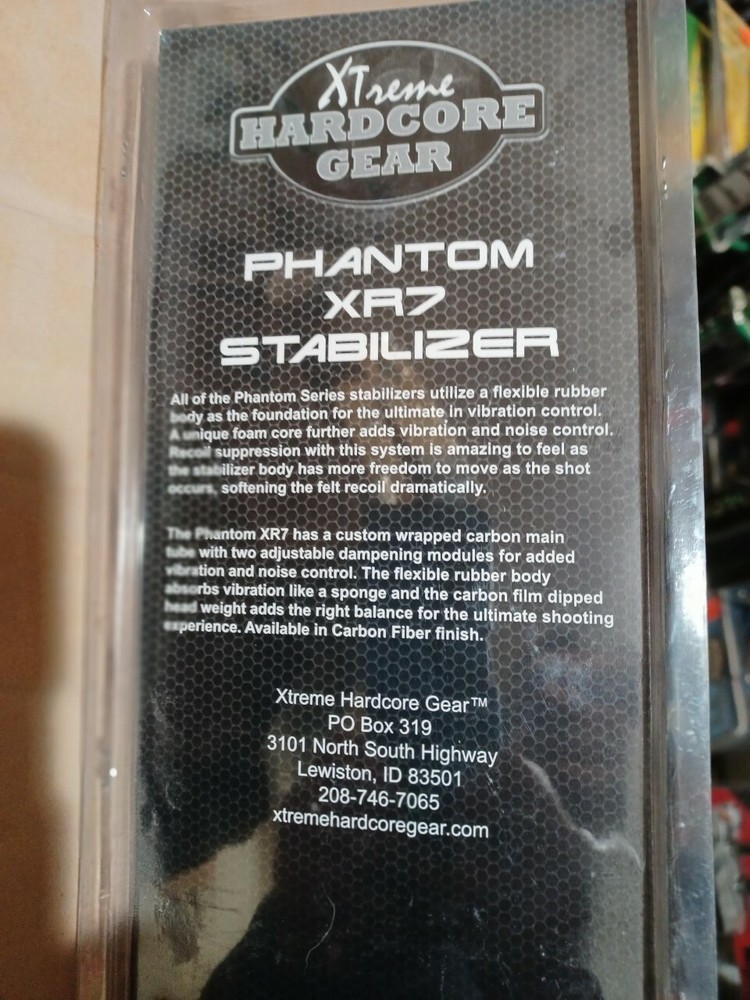 XTreme
HARDCORE
GEAR
PHANTOM
XR7
STABILIZER
All of the Phantom Series stabilizers utilize a flexible rubber
body as the foundation for the ultimate in vibration control.
A unique foam core further adds vibration and noise control.
Recoil suppression with this system is amazing to feel as
the stabilizer body has more freedom to move as the shot
occurs, softening the felt recoil dramatically.
The Phantom XR7 has a custom wrapped carbon main
tube with two adjustable dampening modules for added
vibration and noise control. The flexible rubber body
absorbs vibration like a sponge and the carbon film dipped
head weight adds the right balance for the ultimate shooting
experience. Available in Carbon Fiber finish.
Xtreme Hardcore Gear™
PO Box 319
3101 North South Highway
Lewiston, ID 83501
208-746-7065
xtremehardcoregear.com